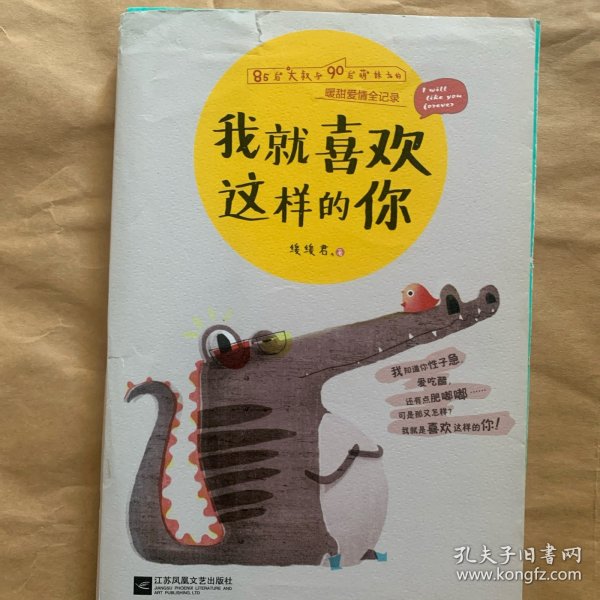 85后大叔与90后萌妹子的
暖甜爱情全记录
I will
like you
forever
我就喜欢
这样的你
缓缓君。著
我知道你性子急
爱吃醋，
还有点肥嘟嘟……
可是那又怎样？
我就是喜欢这样的你！
江苏凤凰文艺出版社
JIANGSU PHOENIX LITERATURE AND
ART PUBLISHING, LTD
孔夫子旧书网
www.kongfz.com